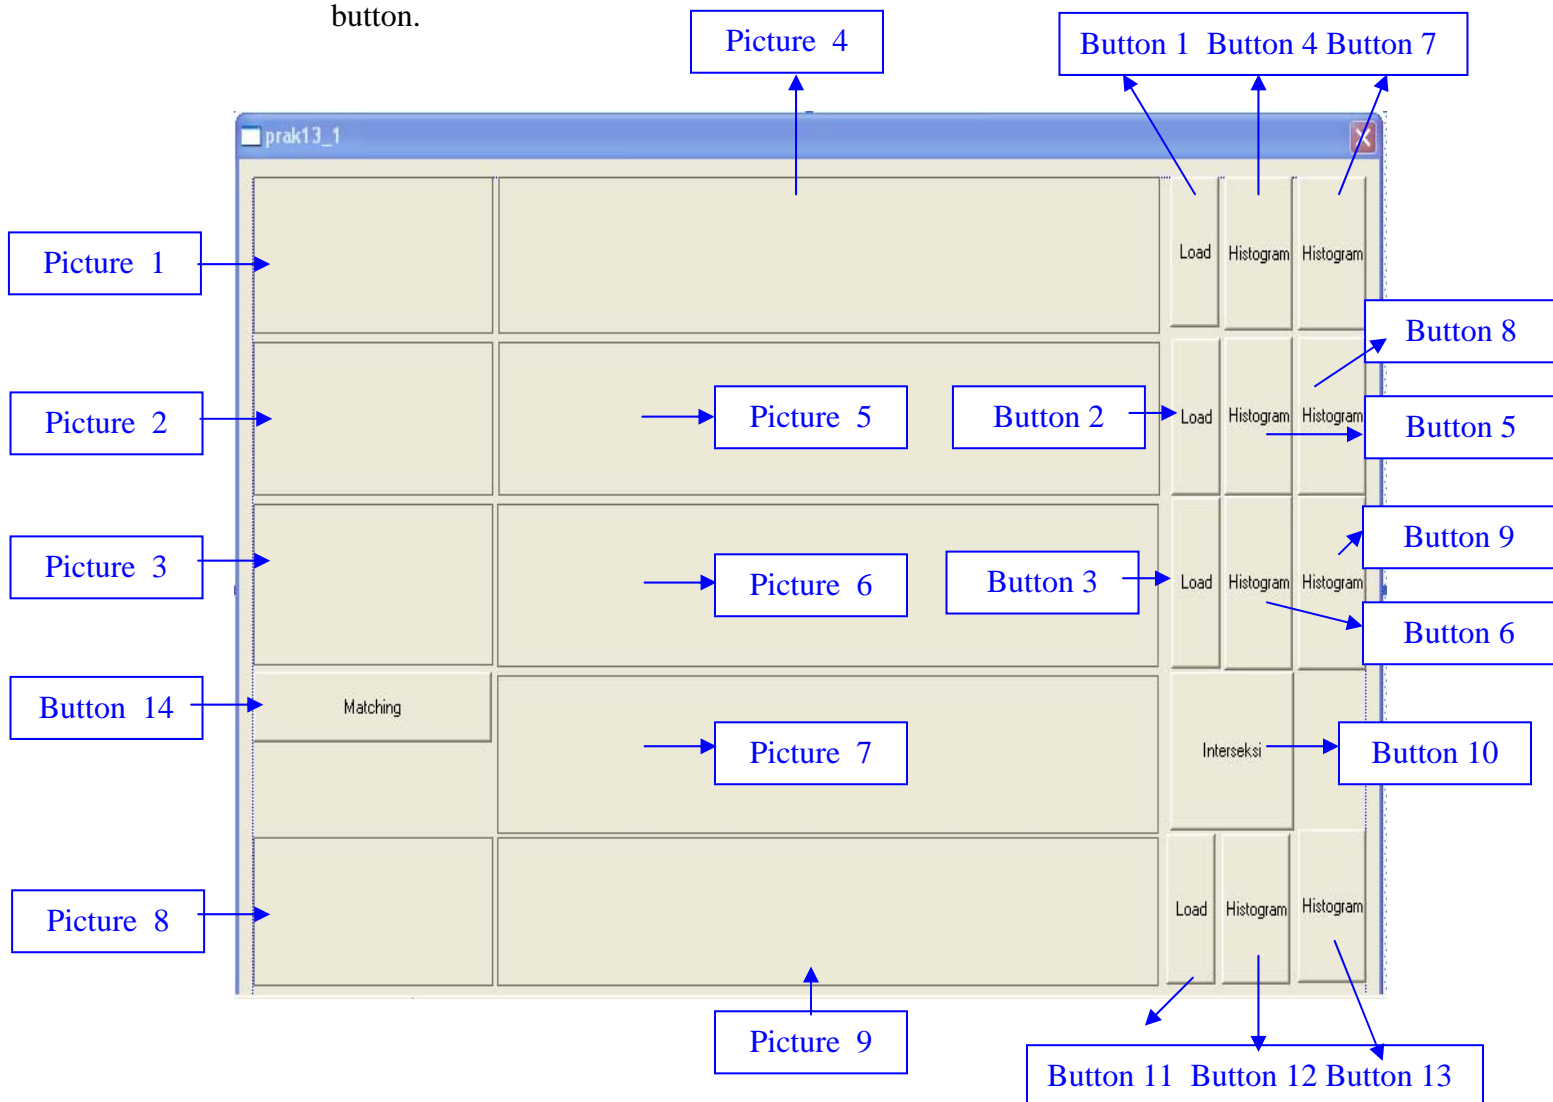 button.
Picture 4
Button 1 Button 4 Button 7
prak13_1
Picture 1
Load Histogram Histogram
Button 8
Picture 2
Picture 5
Button 2
Load Histogram Histogram
Button 5
Button 9
Picture 3
Picture 6
Button 3
Load Histogram Histogram
Button 6
Button 14
Matching
Picture 7
Interseksi
Button 10
Picture 8
Load Histogram Histogram
Picture 9
Button 11 Button 12 Button 13